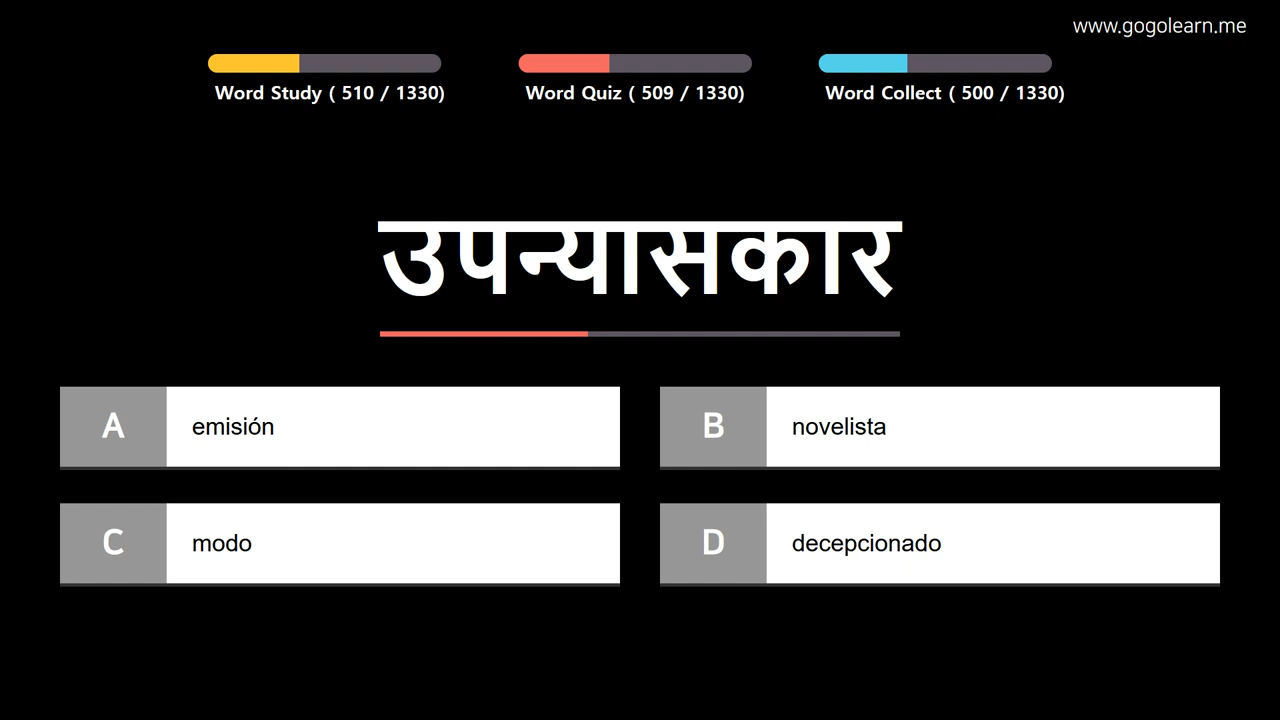 www.gogolearn.me
Word Study ( 510 / 1330)
Word Quiz ( 509 / 1330)
Word Collect ( 500 / 1330)
उपन्यासकार
A
emisión
B
novelista
C
modo
D
decepcionado